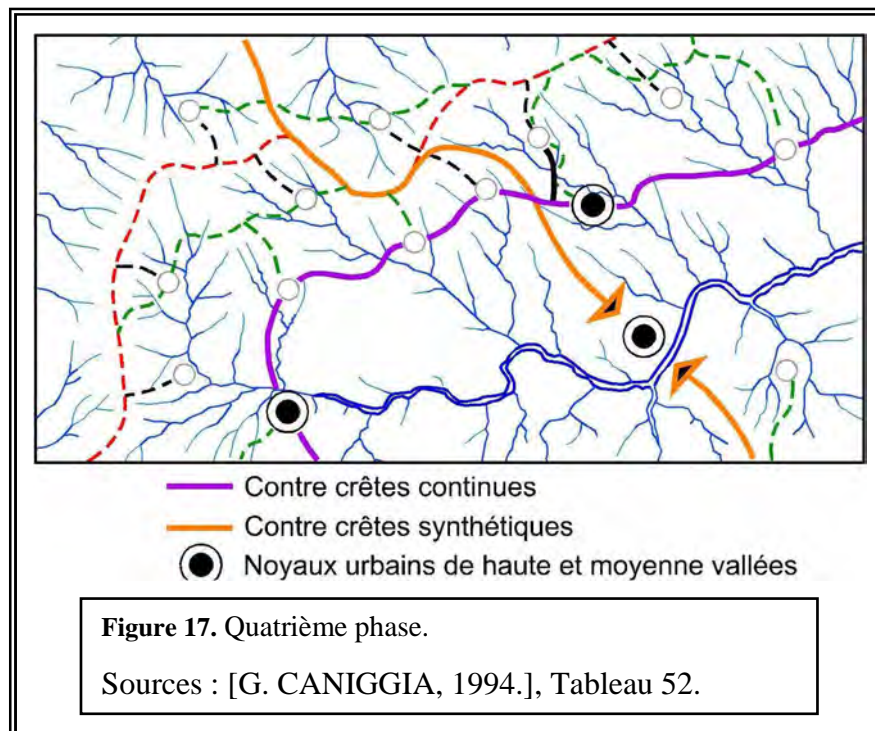 Contre crêtes continues
Contre crêtes synthétiques
Noyaux urbains de haute et moyenne vallées
Figure 17. Quatrième phase.
Sources : [G. CANIGGIA, 1994.], Tableau 52.